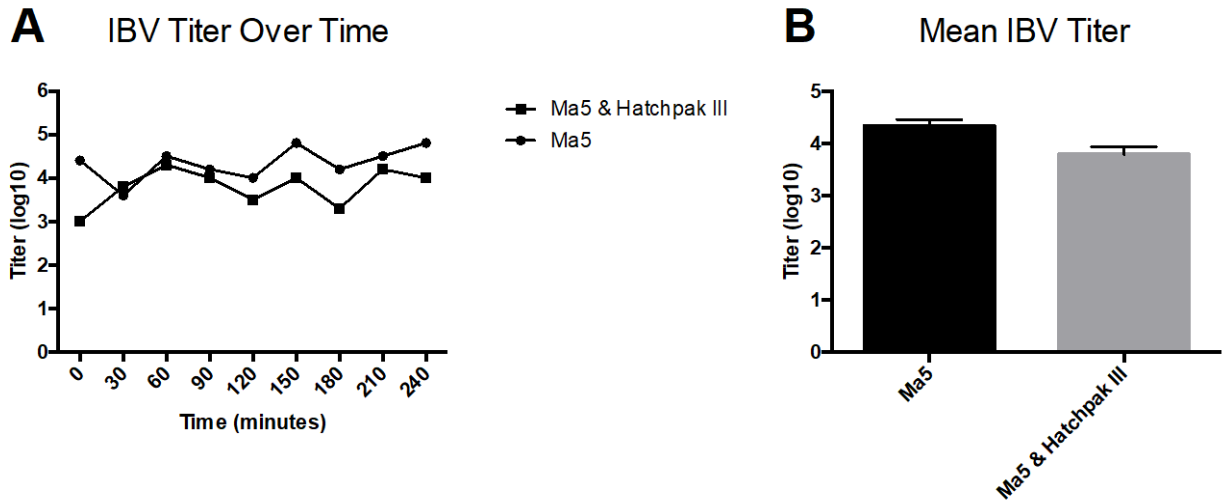 A IBV Titer Over Time
Titer (log10)
6
5
4
3
2
1
0
0 30 60 90 120 150 180 210 240
Time (minutes)
Ma5 & Hatchpak III
Ma5
B Mean IBV Titer
Titer (log10)
5
4
3
2
1
0
Ma5
Ma5 & Hatchpak III